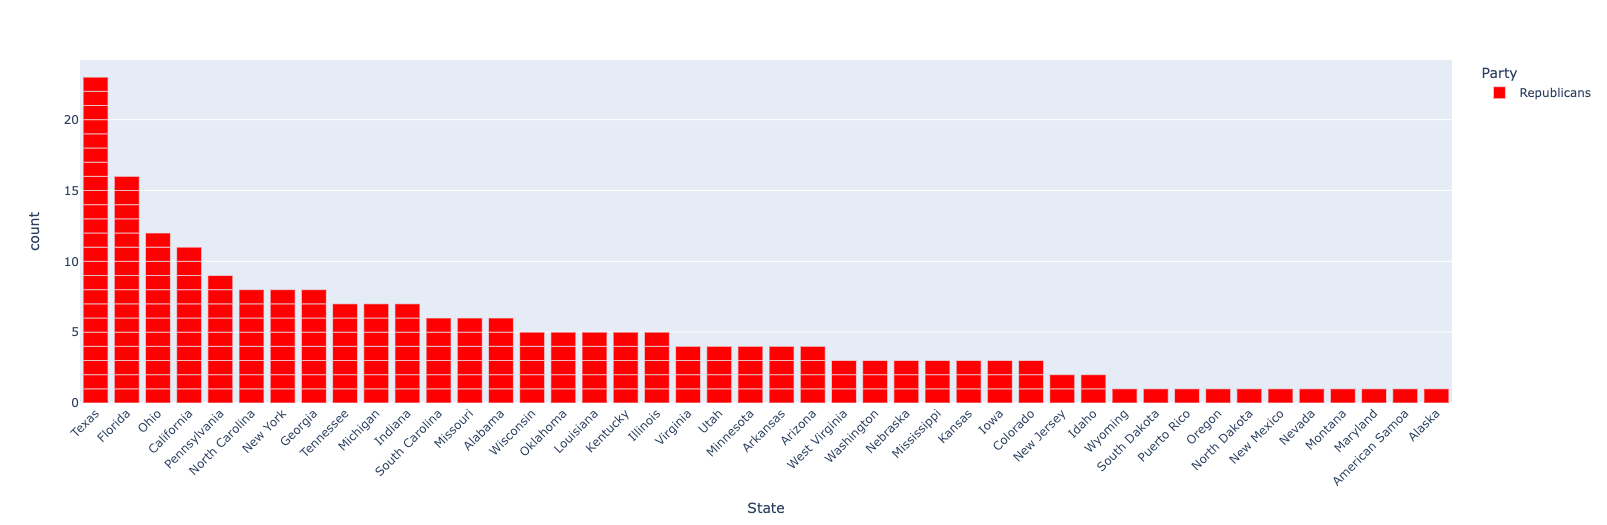 Party
Republicans
count
20
15
10
5
0
Texas
Florida
Ohio
California
Pennsylvania
North Carolina
New York
Georgia
Tennessee
Michigan
Indiana
South Carolina
Missouri
Alabama
Wisconsin
Oklahoma
Louisiana
Kentucky
Illinois
Virginia
Utah
Minnesota
Arkansas
Arizona
West Virginia
Washington
Nebraska
Mississippi
Kansas
Iowa
Colorado
New Jersey
Idaho
Wyoming
South Dakota
Puerto Rico
Oregon
North Dakota
New Mexico
Nevada
Montana
Maryland
American Samoa
Alaska
State